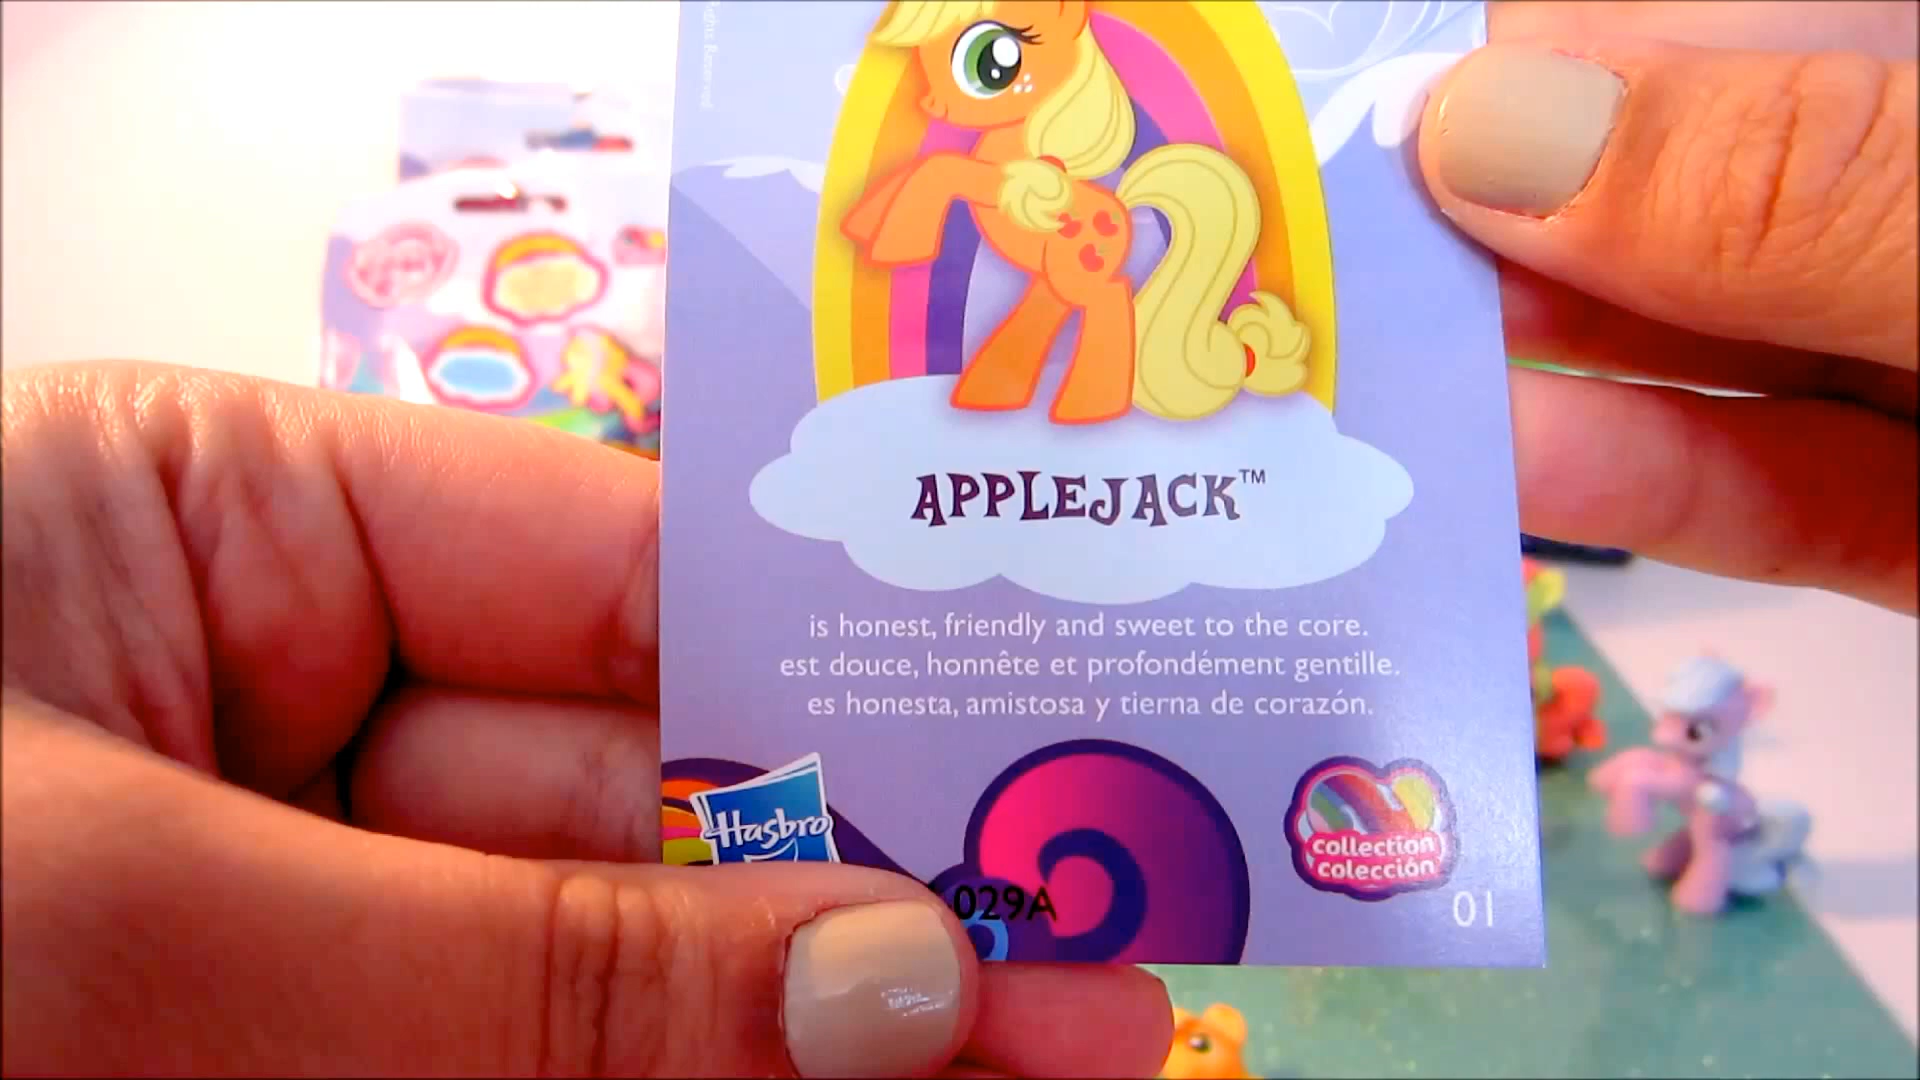 APPLEJACK™
is honest, friendly and sweet to the core.
est douce, honnête et profondément gentille.
es honesta, amistosa y tierna de corazón.
Hasbro
collection
colección
029A
01